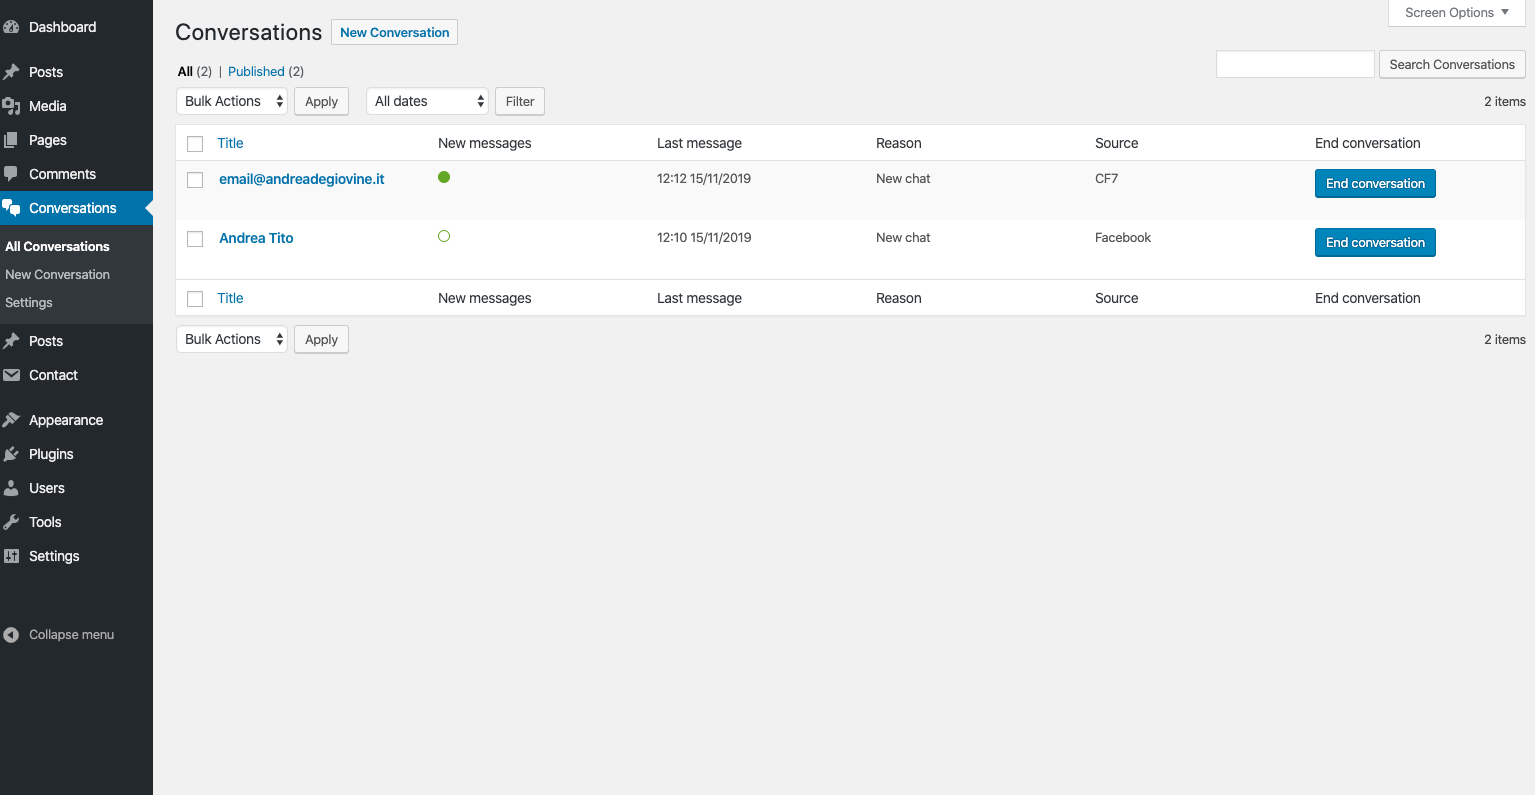 Dashboard
Posts
Media
Pages
Comments
Conversations
All Conversations
New Conversation
Settings
Posts
Contact
Appearance
Plugins
Users
Tools
Settings
Collapse menu
Screen Options
Conversations New Conversation
All (2) | Published (2)
Search Conversations
Bulk Actions Apply All dates Filter 2 items
Title New messages Last message Reason Source End conversation
email@andreadegiovine.it 12:12 15/11/2019 New chat CF7 End conversation
Andrea Tito 12:10 15/11/2019 New chat Facebook End conversation
Title New messages Last message Reason Source End conversation
Bulk Actions Apply 2 items